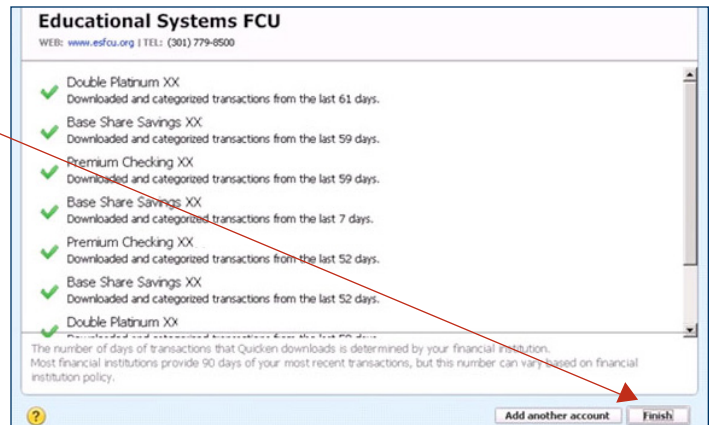 Educational Systems FCU
WEB: www.esfcu.org | TEL: (301) 779-8500
Double Platinum XX
Downloaded and categorized transactions from the last 61 days.
Base Share Savings XX
Downloaded and categorized transactions from the last 59 days.
Premium Checking XX
Downloaded and categorized transactions from the last 59 days.
Base Share Savings XX
Downloaded and categorized transactions from the last 7 days.
Premium Checking XX
Downloaded and categorized transactions from the last 52 days.
Base Share Savings XX
Downloaded and categorized transactions from the last 52 days.
Double Platinum XX
The number of days of transactions that Quicken downloads is determined by your financial institution.
Most financial institutions provide 90 days of your most recent transactions, but this number can vary based on financial
institution policy.
?
Add another account Finish